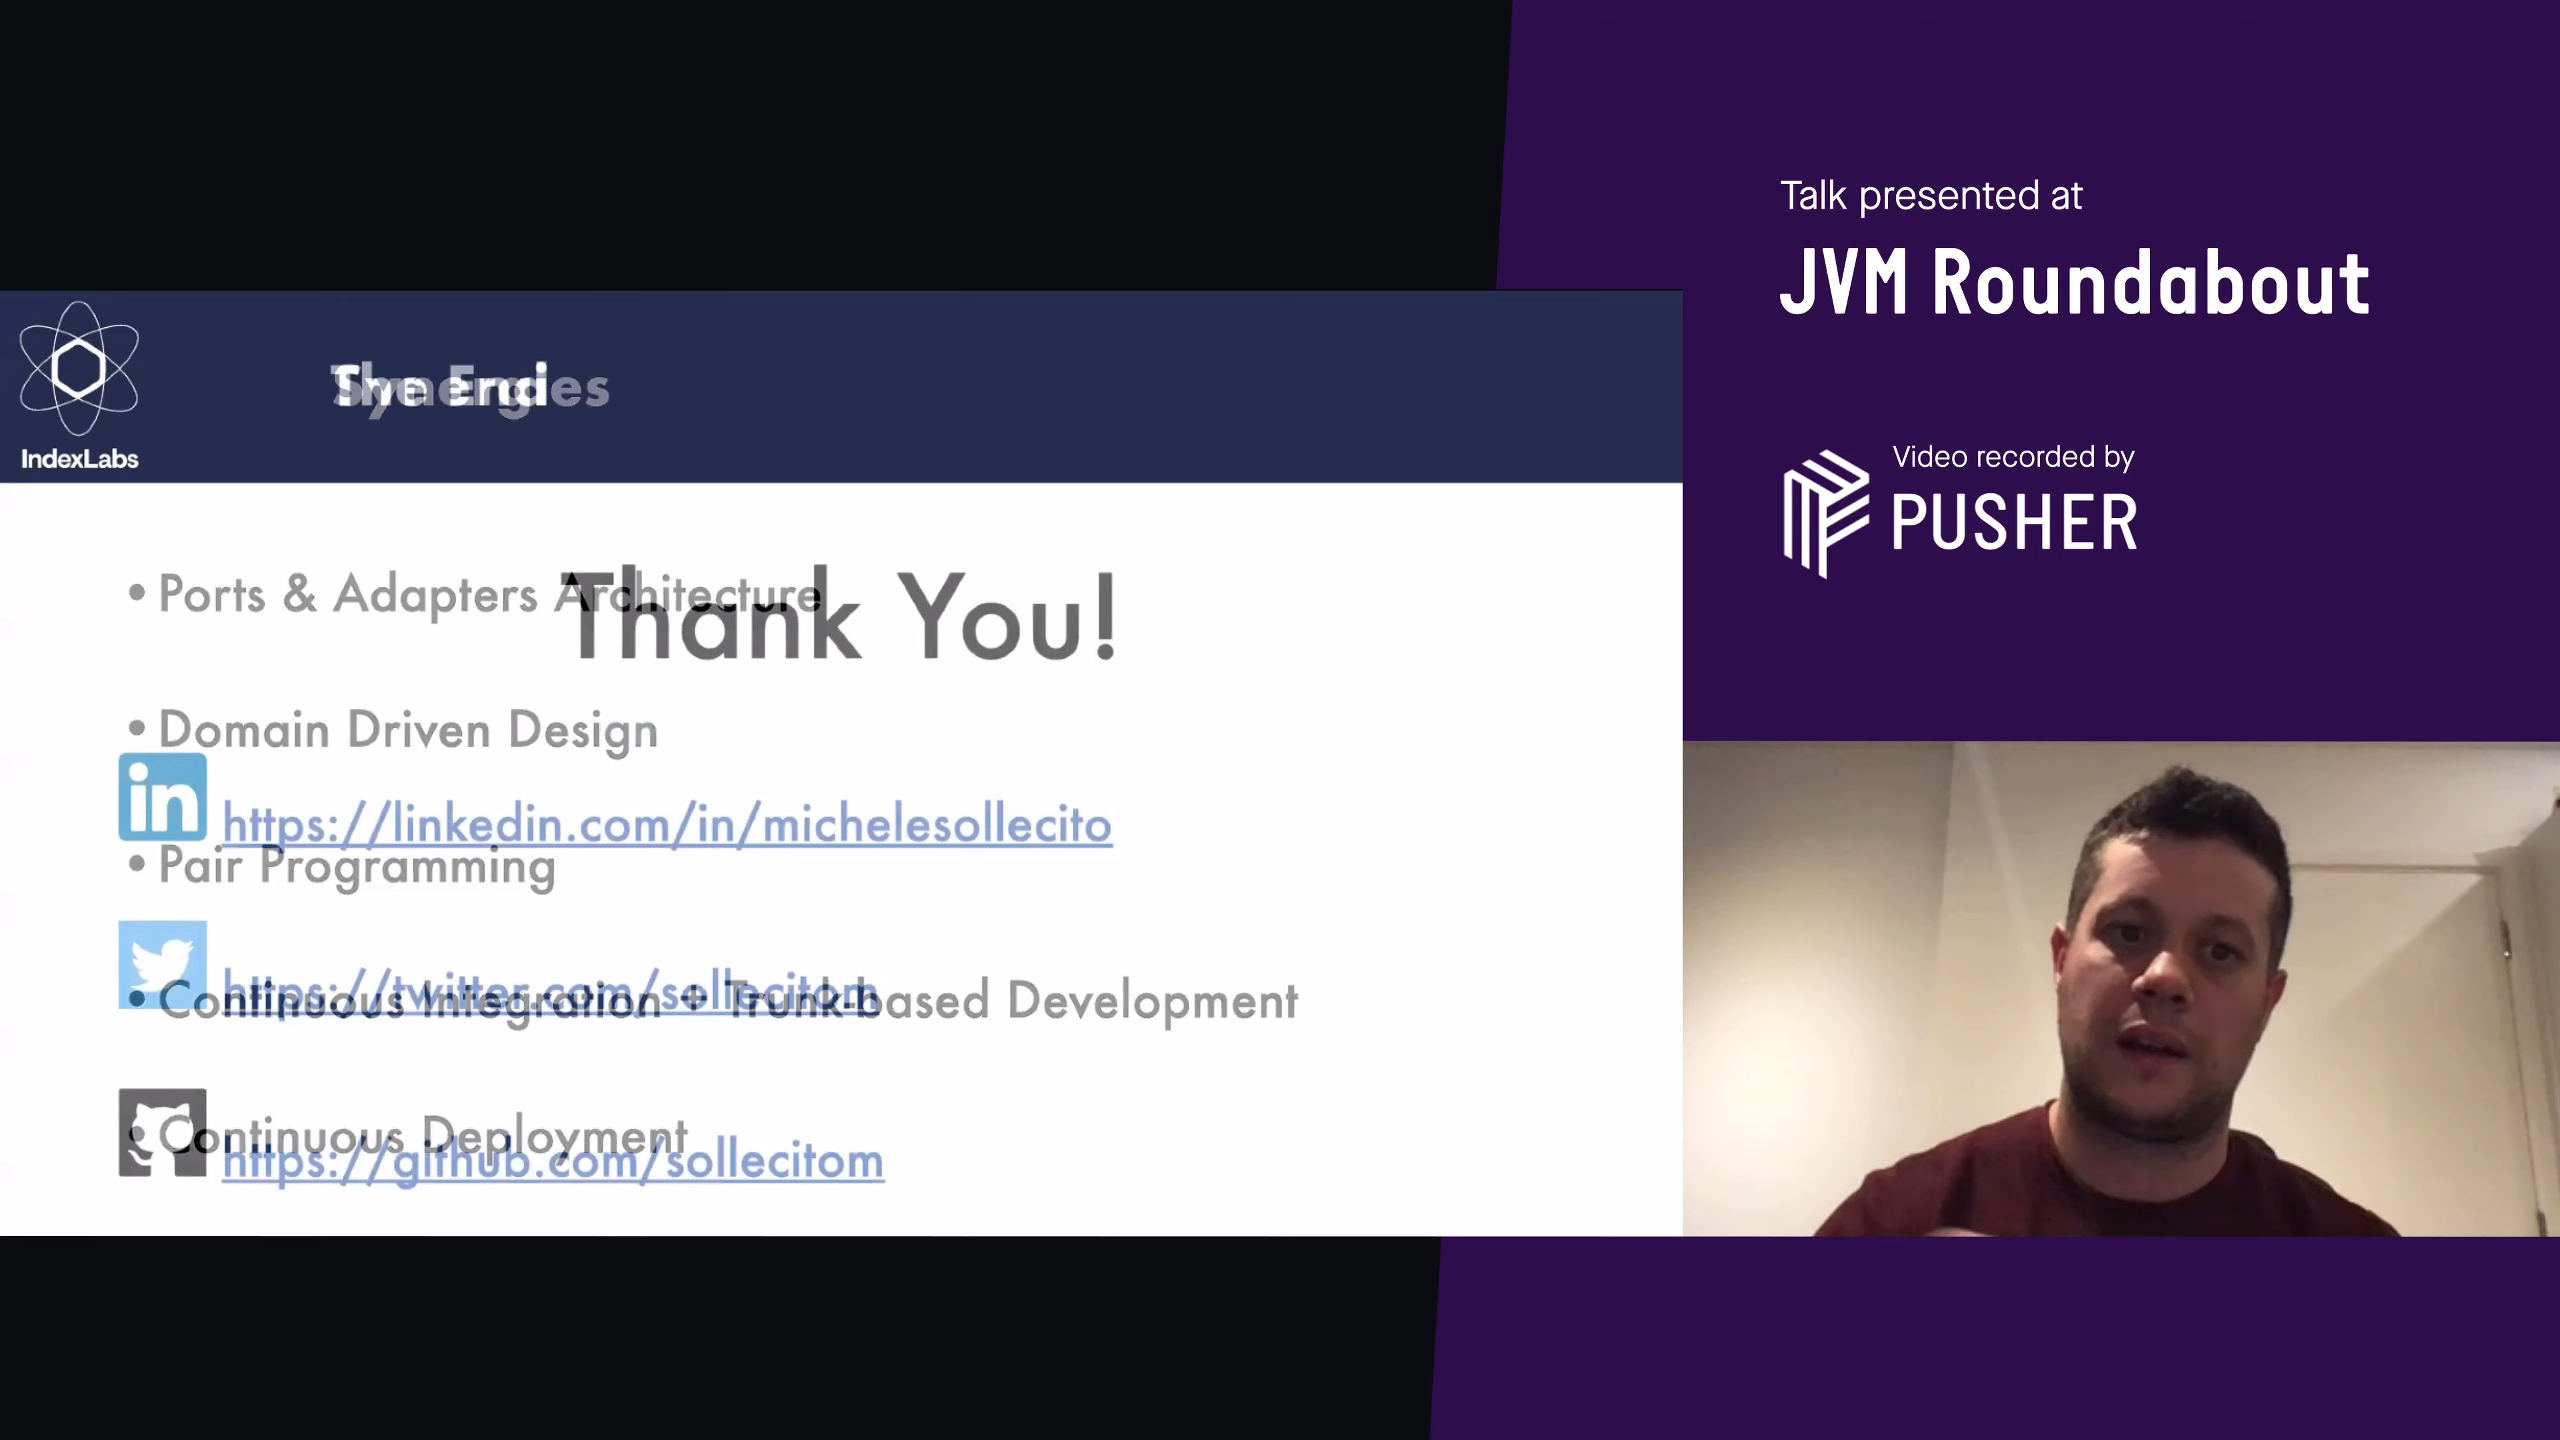 Talk presented at
JVM Roundabout
Video recorded by
PUSHER
IndexLabs
The End
Synergies
Thank You!
• Ports & Adapters Architecture
• Domain Driven Design
in
https://linkedin.com/in/michelesollecito
• Pair Programming
https://twitter.com/sollecitom
• Continuous Integration + Trunk-based Development
• Continuous Deployment
https://github.com/sollecitom